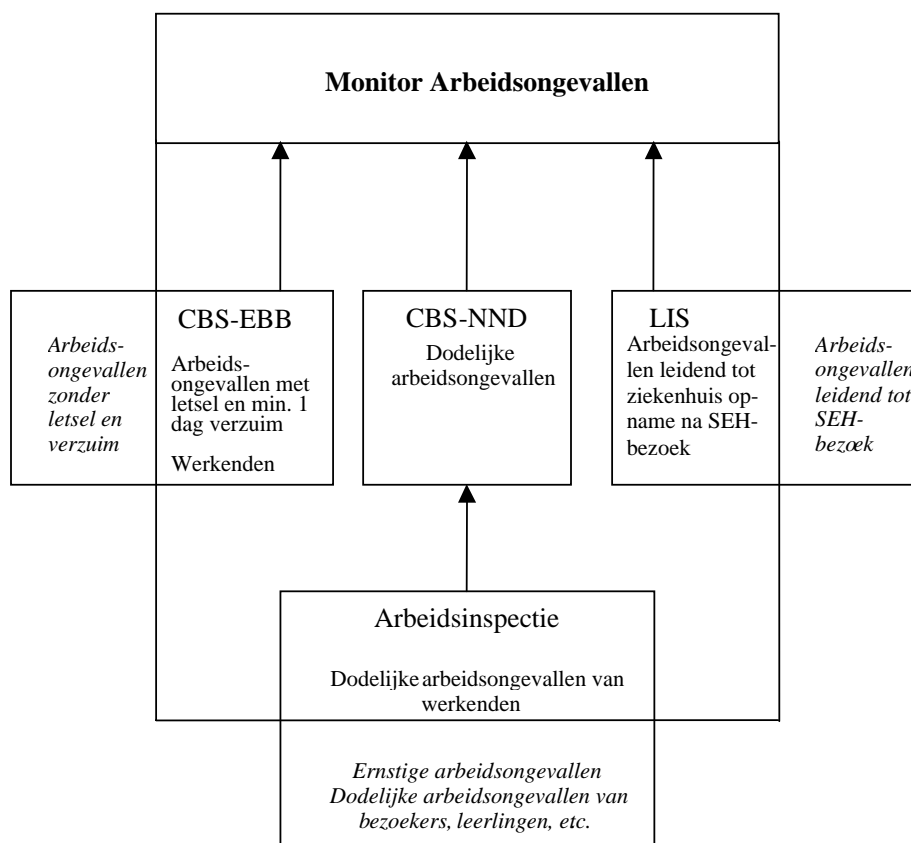 Monitor Arbeidsongevallen
Arbeids-
ongevallen
zonder
letsel en
verzuim
CBS-EBB
Arbeids-
ongevallen met
letsel en min. 1
dag verzuim
Werkenden
CBS-NND
Dodelijke
arbeidsongevallen
LIS
Arbeidsongeval-
len leidend tot
ziekenhuis op-
name na SEH-
bezoek
Arbeids-
ongevallen
leidend tot
SEH-
bezoek
Arbeidsinspectie
Dodelijke arbeidsongevallen van
werkenden
Ernstige arbeidsongevallen
Dodelijke arbeidsongevallen van
bezoekers, leerlingen, etc.